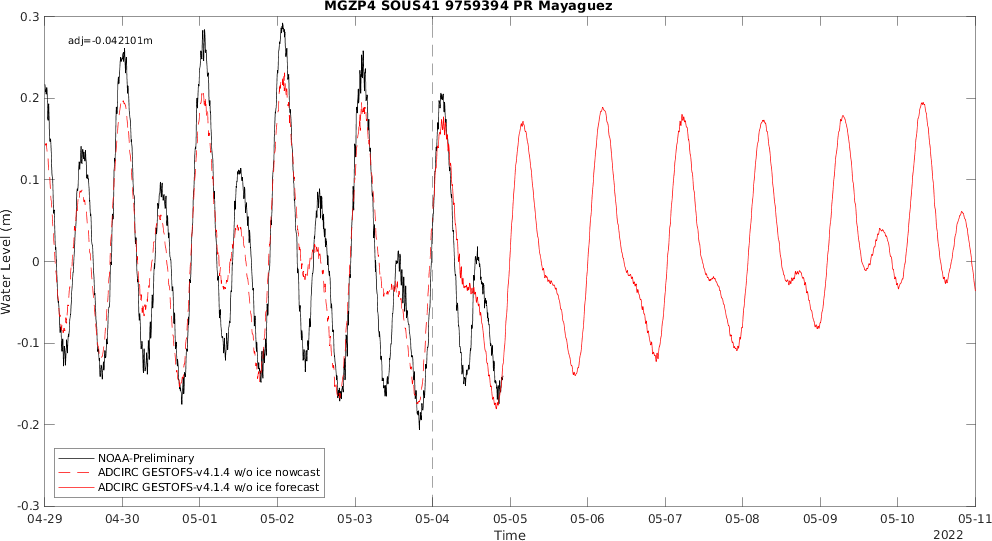 MGZP4 SOUS41 9759394 PR Mayaguez
adj=-0.042101m
0.3
0.2
0.1
0
-0.1
-0.2
-0.3
Water Level (m)
NOAA-Preliminary
ADCIRC GESTOFS-v4.1.4 w/o ice nowcast
ADCIRC GESTOFS-v4.1.4 w/o ice forecast
04-29 04-30 05-01 05-02 05-03 05-04 05-05 05-06 05-07 05-08 05-09 05-10 05-11
Time
2022